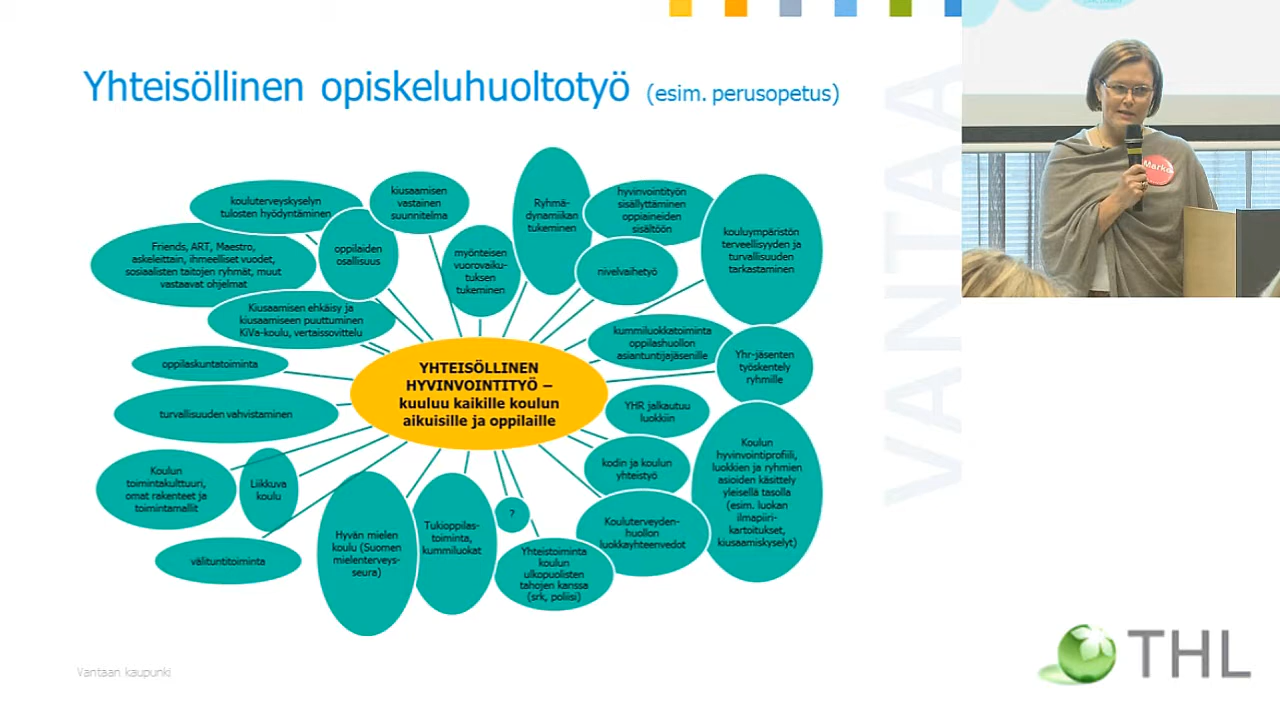 Yhteisöllinen opiskeluhuoltotyö (esim. perusopetus)
kouluterveyskyselyn
tulosten hyödyntäminen
kiusaamisen
vastainen
suunnitelma
Friends, ART, Maestro,
askeleittain, ihmeelliset vuodet,
sosiaalisten taitojen ryhmät, muut
vastaavat ohjelmat
oppilaiden
osallisuus
myönteisen
vuorovaiku-
tuksen
tukeminen
Ryhmä-
dynamiikan
tukeminen
hyvinvointityön
sisällyttäminen
oppiaineiden
sisältöön
nivelvaihetyö
kouluympäristön
terveellisyyden ja
turvallisuuden
tarkastaminen
Kiusaamisen ehkäisy ja
kiusaamiseen puuttuminen
KiVa-koulu, vertaissovittelu
kummiluokkatoiminta
oppilashuollon
asiantuntijajäsenille
Yhr-jäsenten
työskentely
ryhmille
oppilaskuntatoiminta
YHTEISÖLLINEN
HYVINVOINTITYÖ –
kuuluu kaikille koulun
aikuisille ja oppilaille
turvallisuuden vahvistaminen
YHR jalkautuu
luokkiin
Koulun
toimintakulttuuri,
omat rakenteet ja
toimintamallit
Liikkuva
koulu
kodin ja koulun
yhteistyö
Koulun
hyvinvointiprofiili,
luokkien ja ryhmien
asioiden käsittely
yleisellä tasolla
(esim. luokan
ilmapiiri-
kartoitukset,
kiusaamiskyselyt)
välituntitoiminta
Hyvän mielen
koulu (Suomen
mielenterveys-
seura)
Tukioppilas-
toiminta,
kummiluokat
?
Yhteistoiminta
koulun
ulkopuolisten
tahojen kanssa
(srk, poliisi)
Kouluterveyden-
huollon
luokkayhteenvedot
VANTAA
Vantaan kaupunki
THL